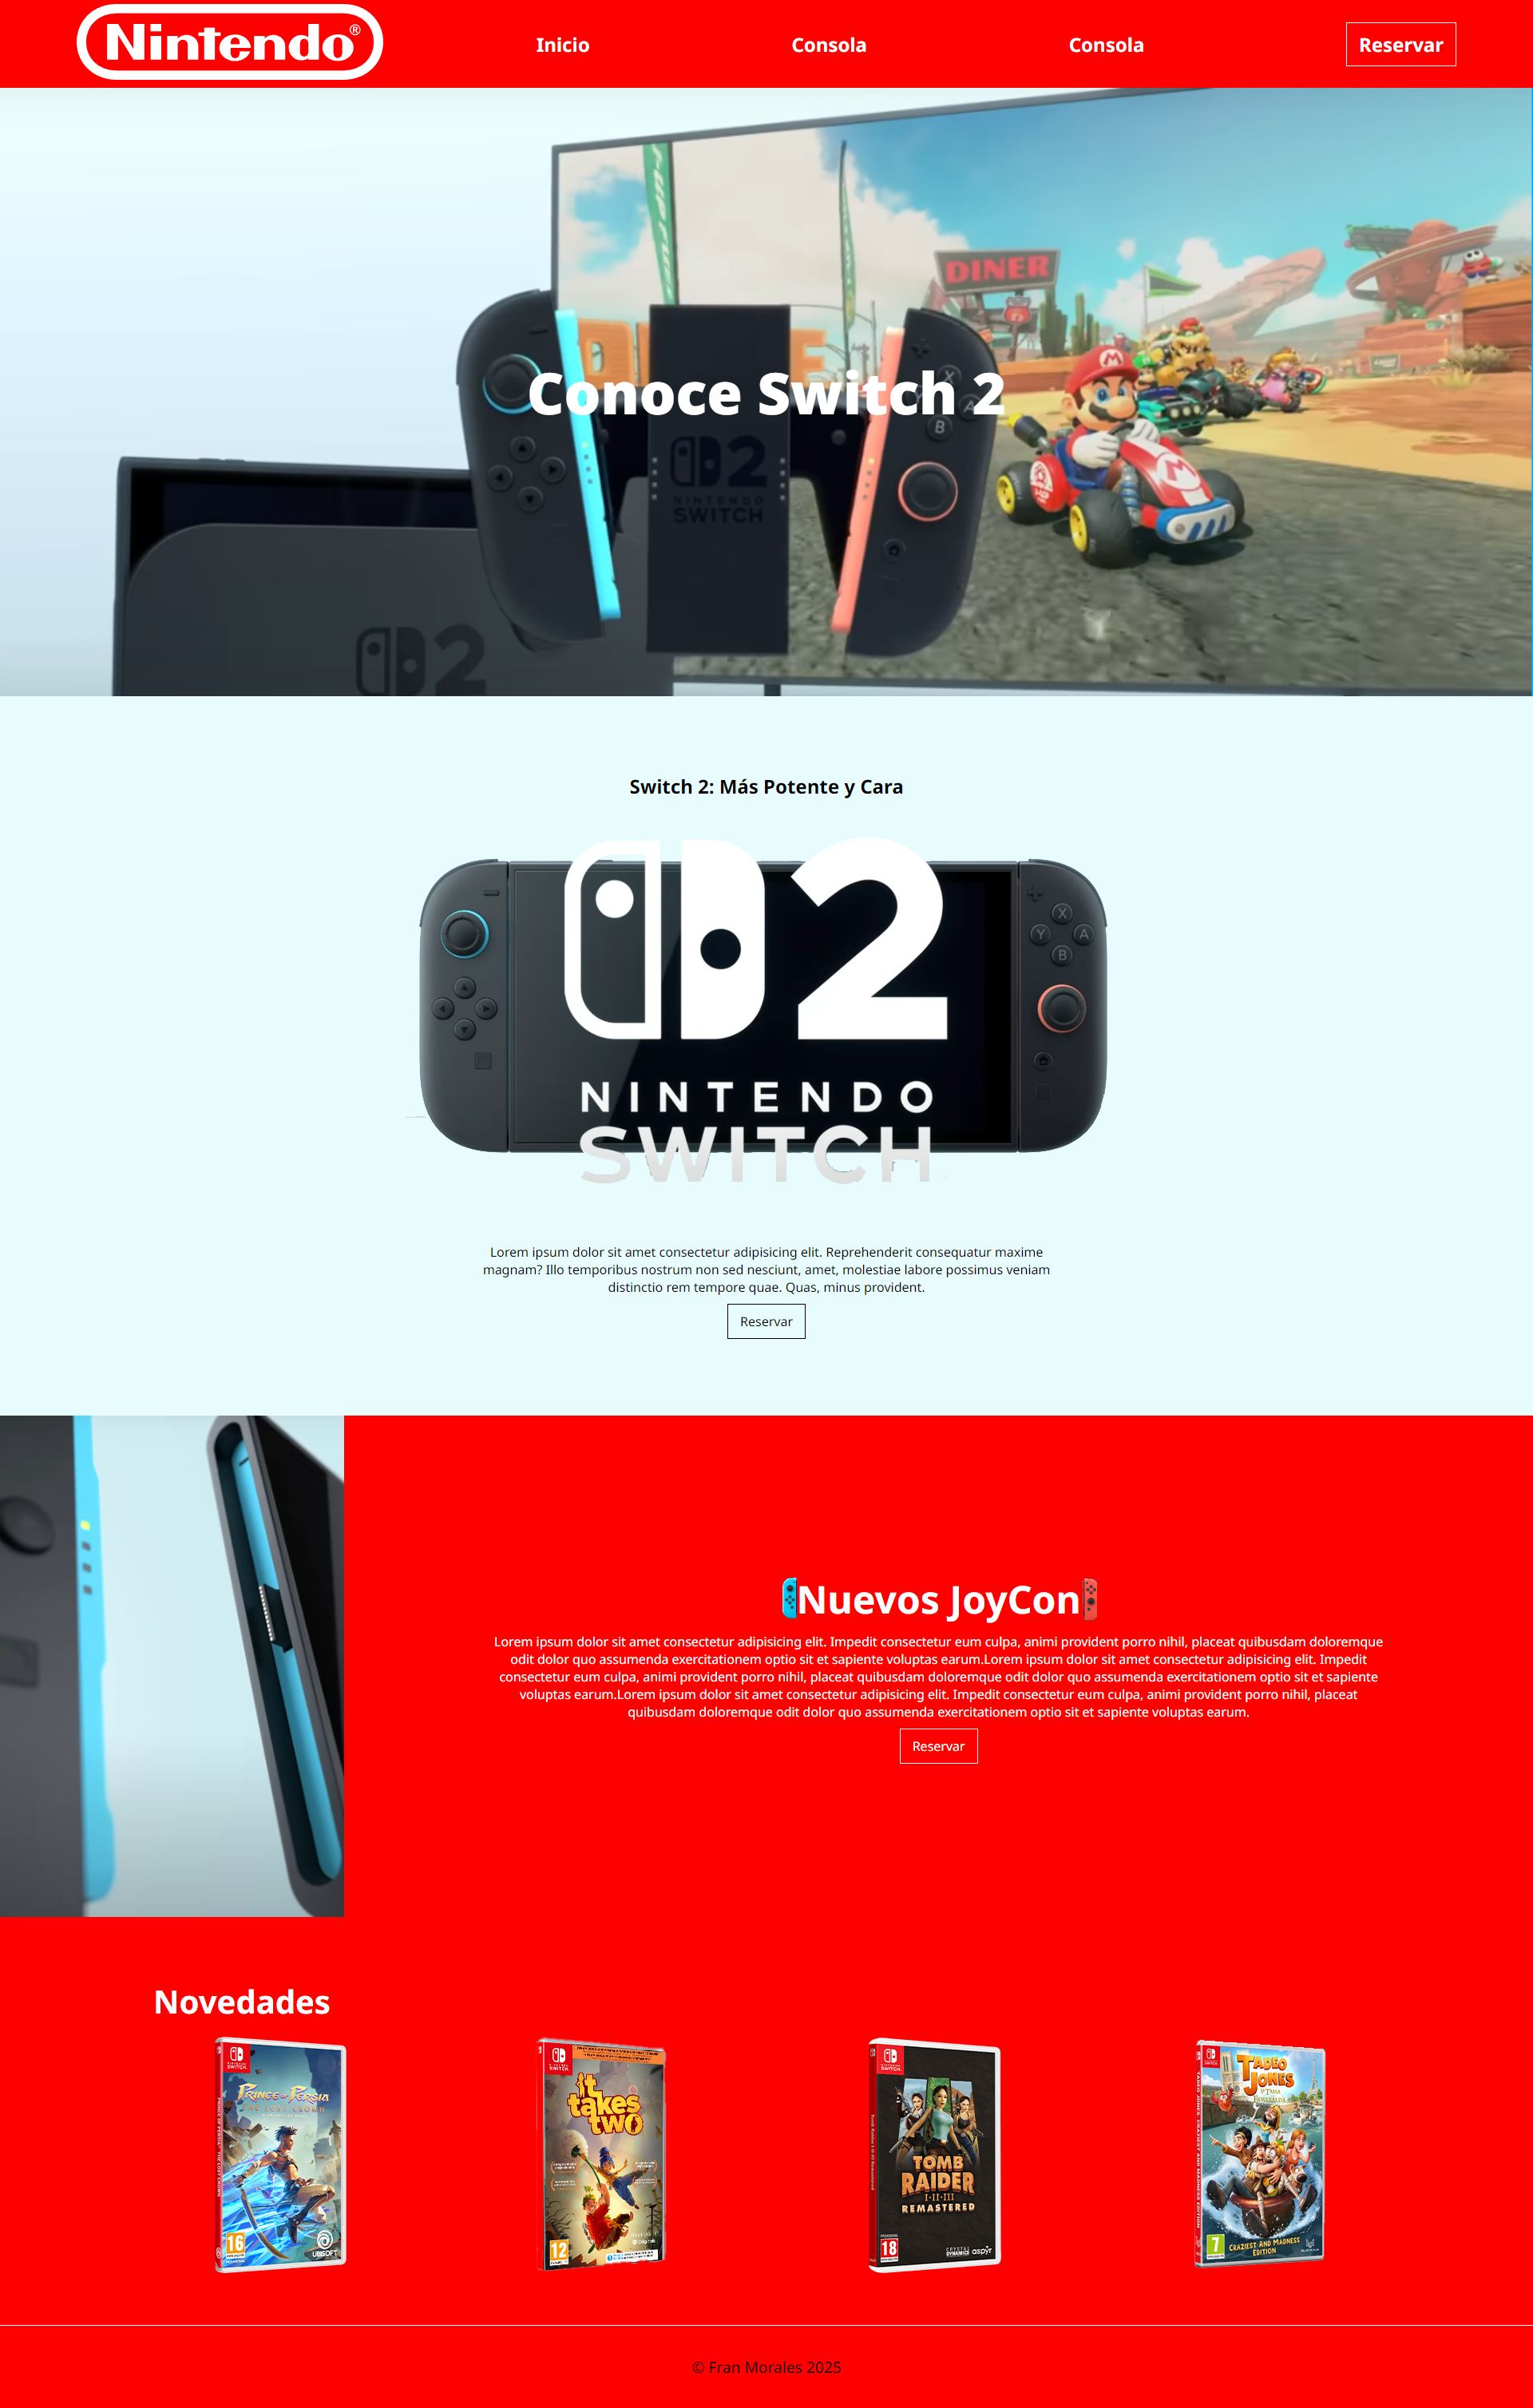 Nintendo®
Inicio
Consola
Consola
Reservar
DINER
Conoce Switch 2
X
A
B
2
NINTENDO
SWITCH
2
Switch 2: Más Potente y Cara
X
Y
A
B
2
NINTENDO
SWITCH
Lorem ipsum dolor sit amet consectetur adipisicing elit. Reprehenderit consequatur maxime
magnam? Illo temporibus nostrum non sed nesciunt, amet, molestiae labore possimus veniam
distinctio rem tempore quae. Quas, minus provident.
Reservar
Nuevos JoyCon
Lorem ipsum dolor sit amet consectetur adipisicing elit. Impedit consectetur eum culpa, animi provident porro nihil, placeat quibusdam doloremque
odit dolor quo assumenda exercitationem optio sit et sapiente voluptas earum.Lorem ipsum dolor sit amet consectetur adipisicing elit. Impedit
consectetur eum culpa, animi provident porro nihil, placeat quibusdam doloremque odit dolor quo assumenda exercitationem optio sit et sapiente
voluptas earum.Lorem ipsum dolor sit amet consectetur adipisicing elit. Impedit consectetur eum culpa, animi provident porro nihil, placeat
quibusdam doloremque odit dolor quo assumenda exercitationem optio sit et sapiente voluptas earum.
Reservar
Novedades
PRINCE OF PERSIA
THE LOST CROWN
16
UBISOFT
it
takes
two
12
TOMB
RAIDER
I·II·III
REMASTERED
18
CRYSTAL
DYNAMICS
aspyr
TADEO
JONES
Y LA TABLA
ESMERALDA
7
CRAZIEST AND MADNESS
EDITION
© Fran Morales 2025